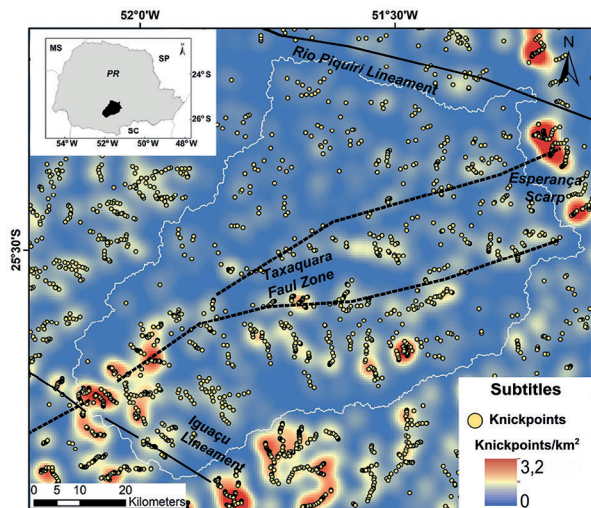 52°0'W
51°30'W
MS
SP
PR
SC
24°S
26°S
54°W
52°W
50°W
48°W
N
Rio Piquiri Lineament
Esperança
Scarp
25°30'S
Taxaquara
Faul Zone
Iguaçu
Lineament
Subtitles
Knickpoints
Knickpoints/km²
3,2
0
0 5 10 20
Kilometers